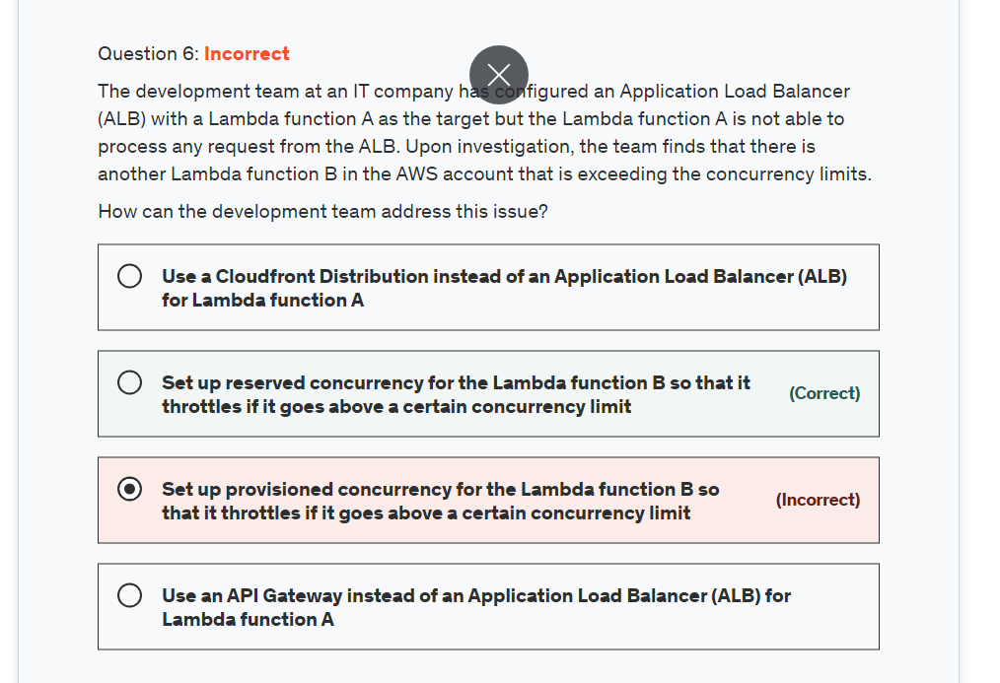 Question 6: Incorrect
The development team at an IT company has configured an Application Load Balancer
(ALB) with a Lambda function A as the target but the Lambda function A is not able to
process any request from the ALB. Upon investigation, the team finds that there is
another Lambda function B in the AWS account that is exceeding the concurrency limits.
How can the development team address this issue?
Use a Cloudfront Distribution instead of an Application Load Balancer (ALB)
for Lambda function A
Set up reserved concurrency for the Lambda function B so that it
throttles if it goes above a certain concurrency limit
(Correct)
Set up provisioned concurrency for the Lambda function B so
that it throttles if it goes above a certain concurrency limit
(Incorrect)
Use an API Gateway instead of an Application Load Balancer (ALB) for
Lambda function A